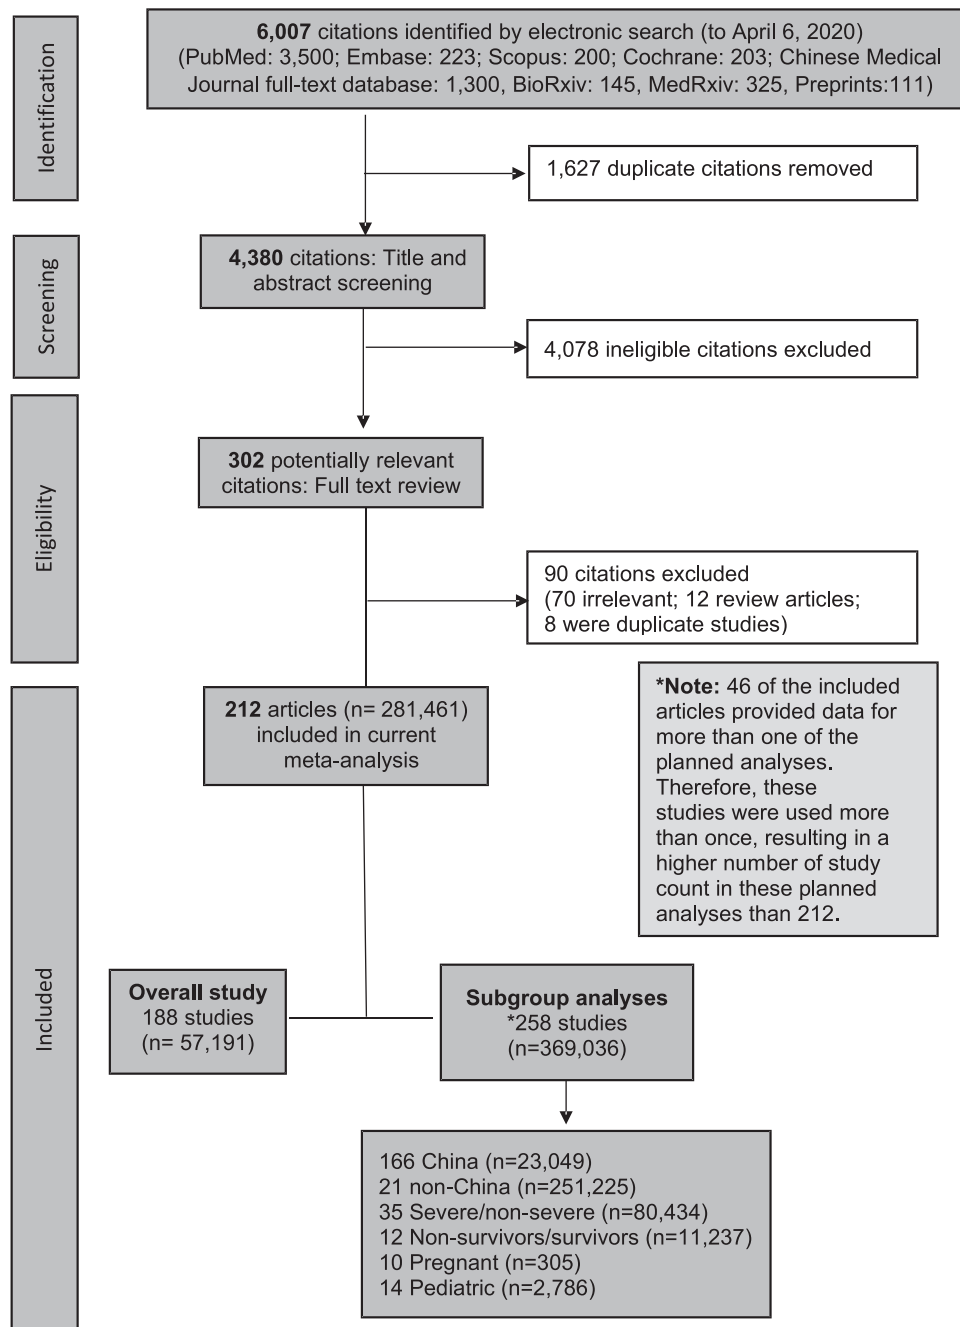 Identification
6,007 citations identified by electronic search (to April 6, 2020)
(PubMed: 3,500; Embase: 223; Scopus: 200; Cochrane: 203; Chinese Medical
Journal full-text database: 1,300, BioRxiv: 145, MedRxiv: 325, Preprints:111)
1,627 duplicate citations removed
Screening
4,380 citations: Title and
abstract screening
4,078 ineligible citations excluded
Eligibility
302 potentially relevant
citations: Full text review
90 citations excluded
(70 irrelevant; 12 review articles;
8 were duplicate studies)
Included
212 articles (n= 281,461)
included in current
meta-analysis
*Note: 46 of the included
articles provided data for
more than one of the
planned analyses.
Therefore, these
studies were used more
than once, resulting in a
higher number of study
count in these planned
analyses than 212.
Overall study
188 studies
(n= 57,191)
Subgroup analyses
*258 studies
(n=369,036)
166 China (n=23,049)
21 non-China (n=251,225)
35 Severe/non-severe (n=80,434)
12 Non-survivors/survivors (n=11,237)
10 Pregnant (n=305)
14 Pediatric (n=2,786)